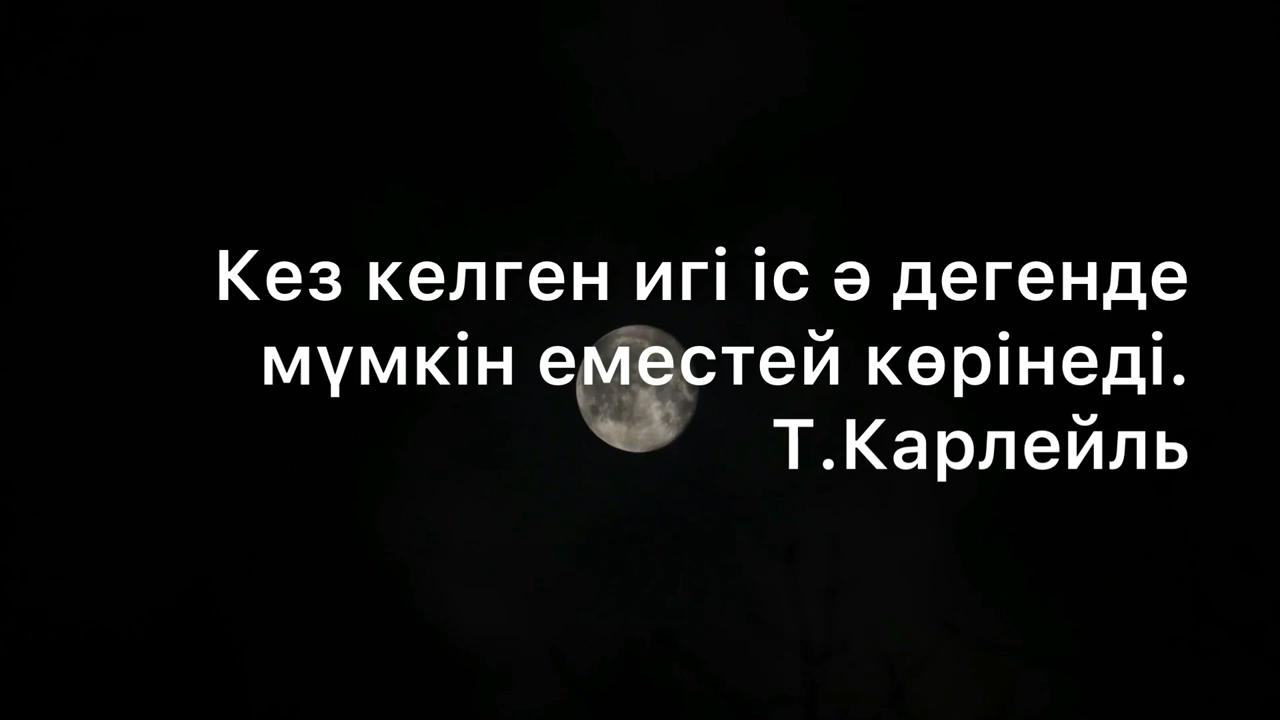 Кез келген игі іс ә дегенде
мүмкін еместей көрінеді.
Т.Карлейль